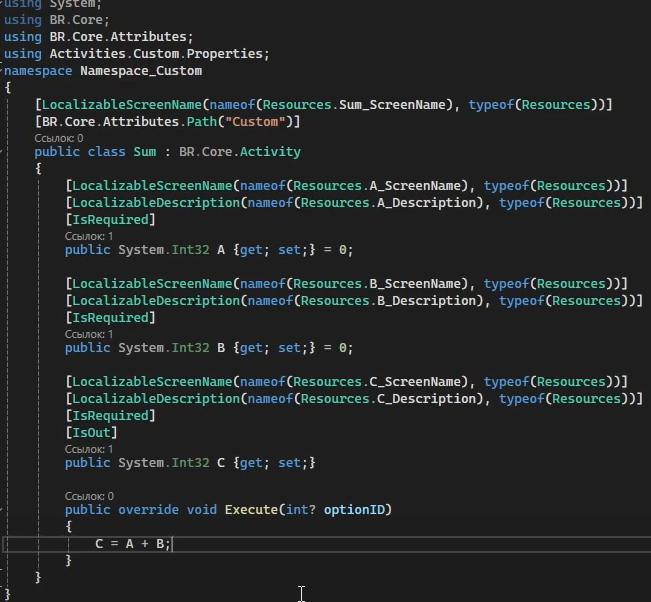 using System;
using BR.Core;
using BR.Core.Attributes;
using Activities.Custom.Properties;
namespace Namespace_Custom
{
[LocalizableScreenName(nameof(Resources.Sum_ScreenName), typeof(Resources))]
[BR.Core.Attributes.Path("Custom")]
Ссылок: 0
public class Sum : BR.Core.Activity
{
[LocalizableScreenName(nameof(Resources.A_ScreenName), typeof(Resources))]
[LocalizableDescription(nameof(Resources.A_Description), typeof(Resources))]
[IsRequired]
Ссылок: 1
public System.Int32 A {get; set;} = 0;
[LocalizableScreenName(nameof(Resources.B_ScreenName), typeof(Resources))]
[LocalizableDescription(nameof(Resources.B_Description), typeof(Resources))]
[IsRequired]
Ссылок: 1
public System.Int32 B {get; set;} = 0;
[LocalizableScreenName(nameof(Resources.C_ScreenName), typeof(Resources))]
[LocalizableDescription(nameof(Resources.C_Description), typeof(Resources))]
[IsRequired]
[IsOut]
Ссылок: 1
public System.Int32 C {get; set;}
Ссылок: 0
public override void Execute(int? optionID)
{
C = A + B;
}
}
}